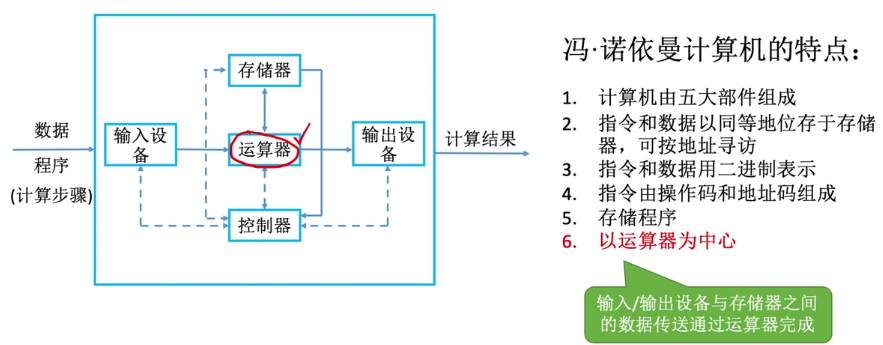 数据
程序
(计算步骤)
输入设
备
存储器
运算器
控制器
输出设
备
计算结果
冯·诺依曼计算机的特点：
1. 计算机由五大部件组成
2. 指令和数据以同等地位存于存储
器，可按地址寻访
3. 指令和数据用二进制表示
4. 指令由操作码和地址码组成
5. 存储程序
6. 以运算器为中心
输入/输出设备与存储器之间
的数据传送通过运算器完成